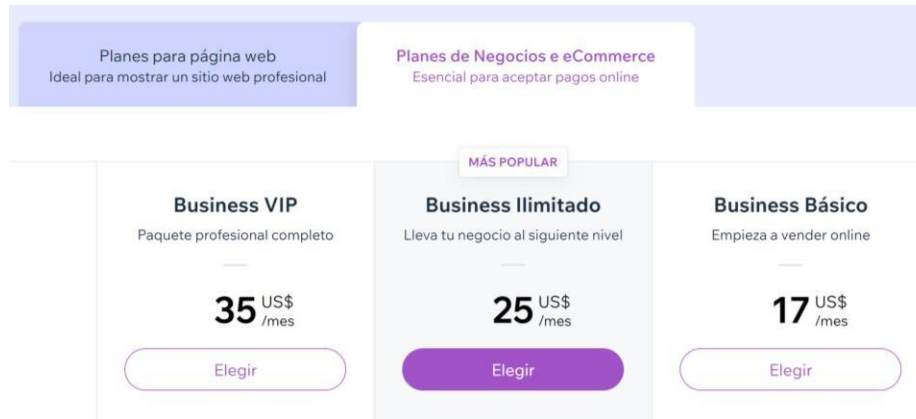 Planes para página web
Ideal para mostrar un sitio web profesional
Planes de Negocios e eCommerce
Esencial para aceptar pagos online
MÁS POPULAR
Business VIP
Paquete profesional completo
35 US$
/mes
Elegir
Business Ilimitado
Lleva tu negocio al siguiente nivel
25 US$
/mes
Elegir
Business Básico
Empieza a vender online
17 US$
/mes
Elegir